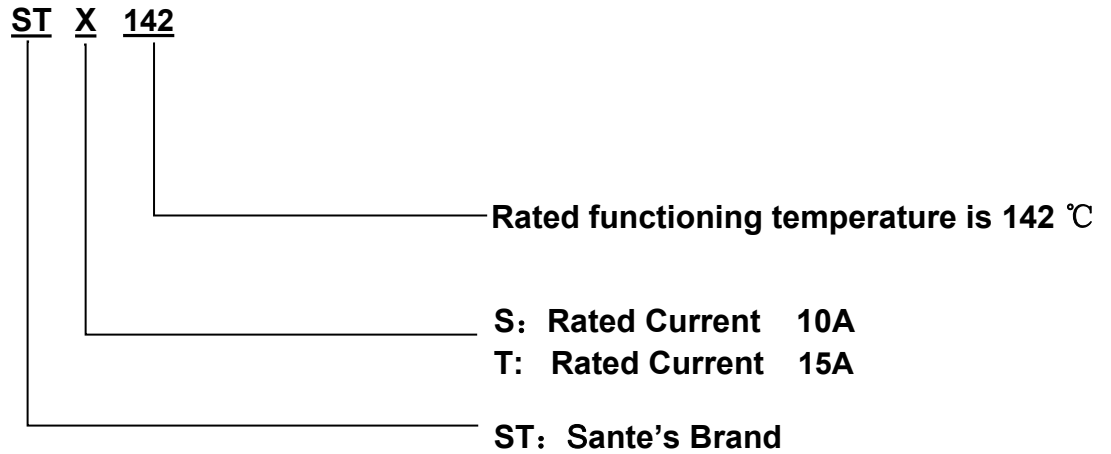 ST X 142
Rated functioning temperature is 142 ℃
S：Rated Current 10A
T: Rated Current 15A
ST：Sante’s Brand